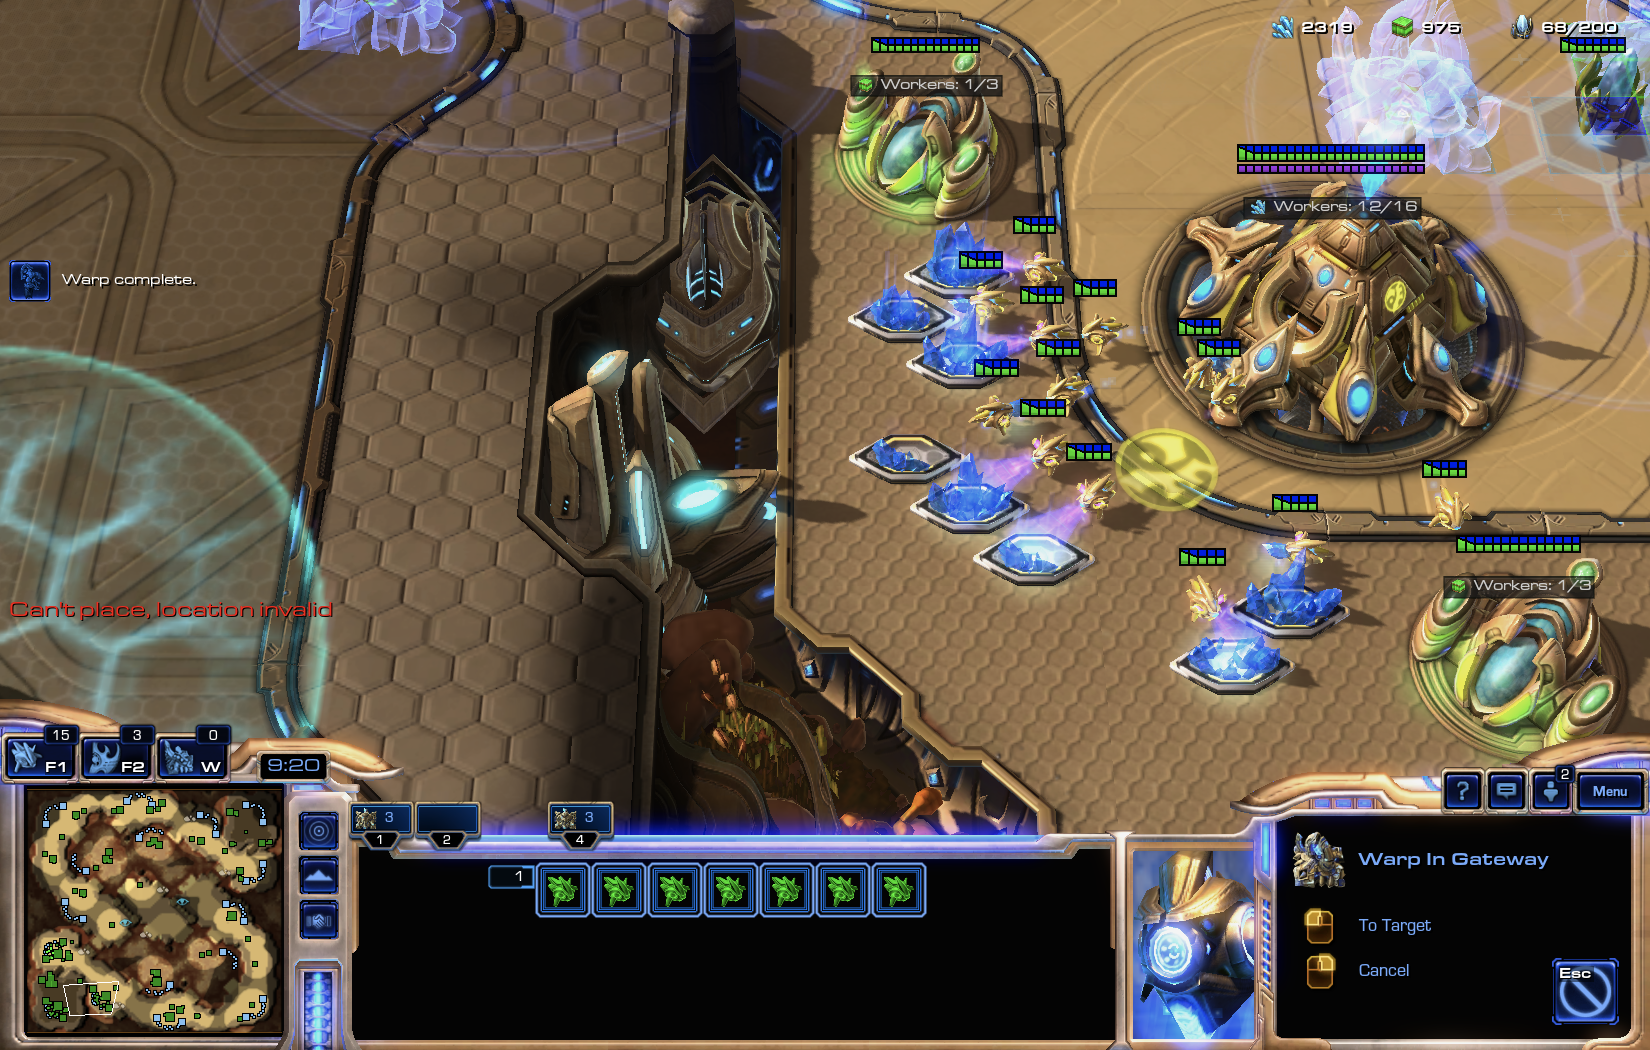 2319 975 68/200
Workers: 1/3
Workers: 12/16
Warp complete.
Workers: 1/3
Can't place, location invalid
15 3 0
F1 F2 W
9:20
2
? Menu
3 3
1 2 4
1
Warp In Gateway
To Target
Cancel
Esc